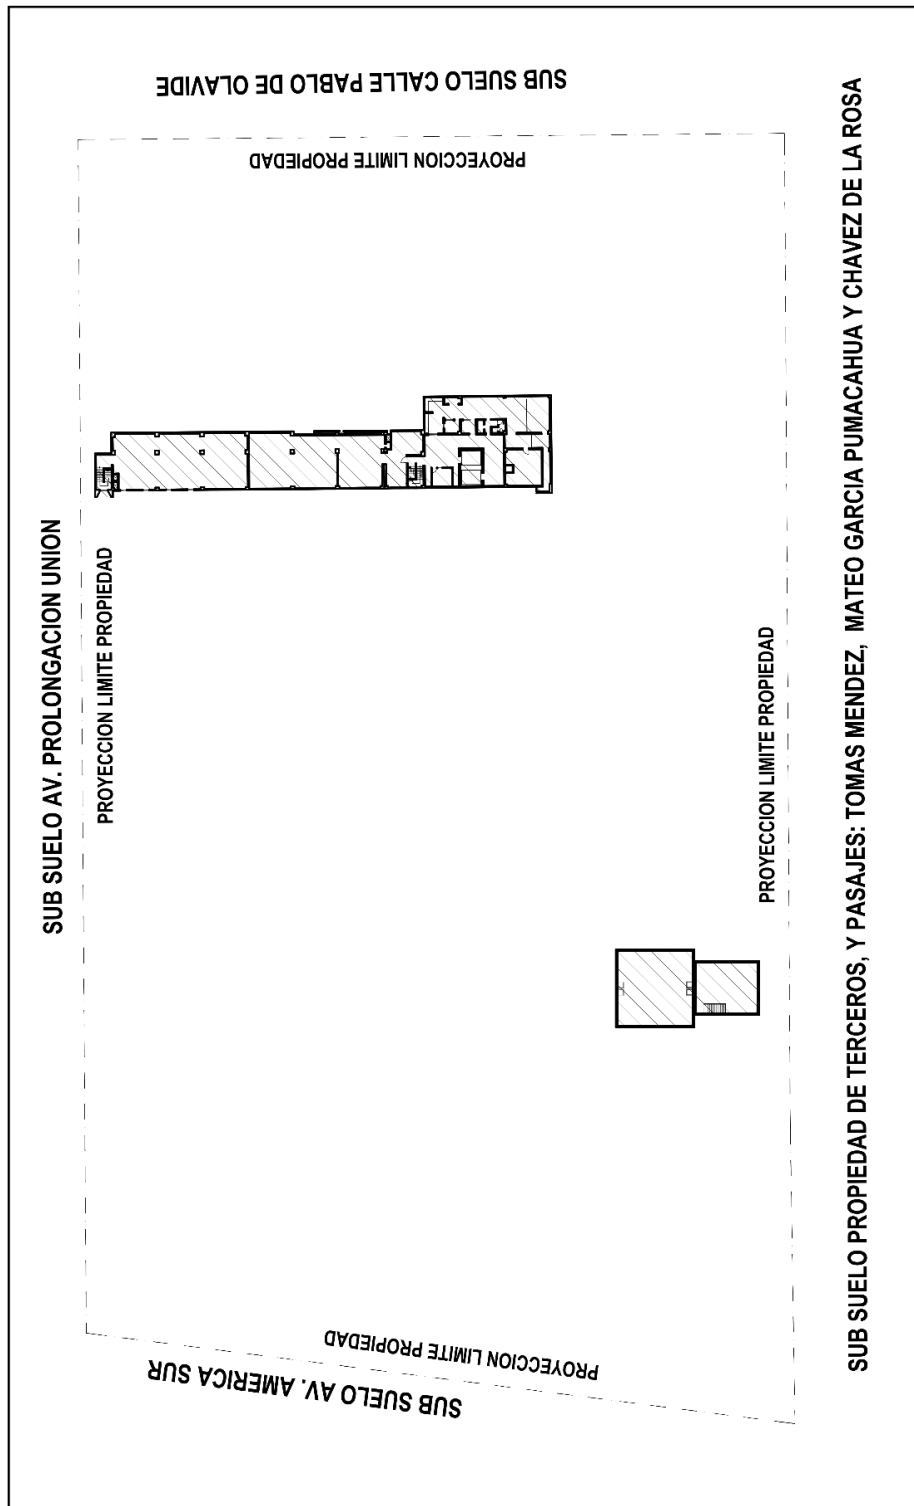 SUB SUELO CALLE PABLO DE OLAVIDE
PROYECCION LIMITE PROPIEDAD
SUB SUELO AV. PROLONGACION UNION
PROYECCION LIMITE PROPIEDAD
PROYECCION LIMITE PROPIEDAD
SUB SUELO PROPIEDAD DE TERCEROS, Y PASAJES: TOMAS MENDEZ, MATEO GARCIA PUMACAHUA Y CHAVEZ DE LA ROSA
PROYECCION LIMITE PROPIEDAD
SUB SUELO AV. AMERICA SUR